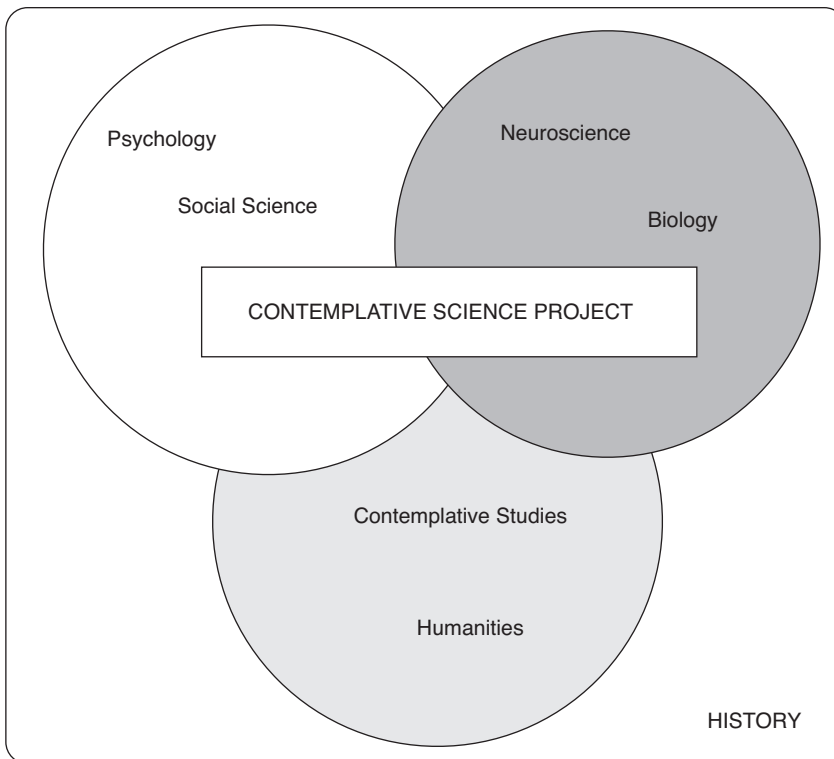 Psychology
Neuroscience
Social Science
Biology
CONTEMPLATIVE SCIENCE PROJECT
Contemplative Studies
Humanities
HISTORY